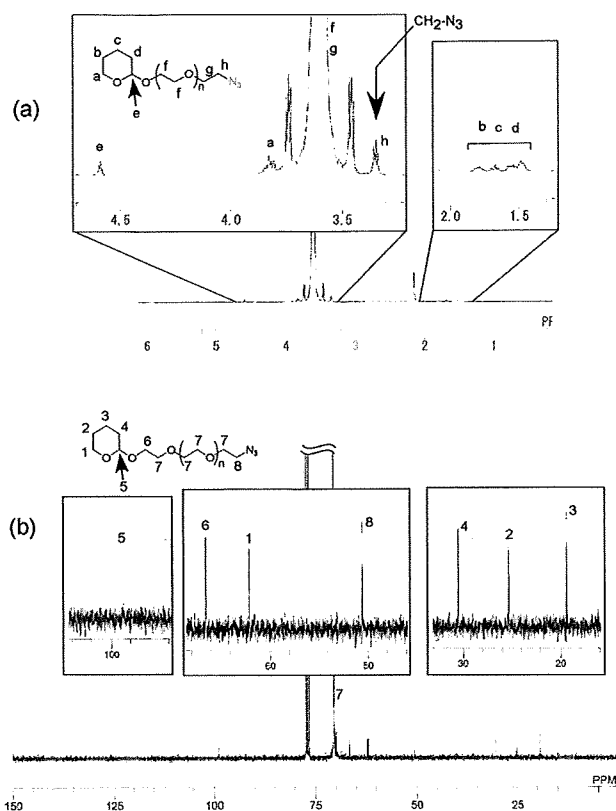 (a)
CH2-N3
f
g
b c d
a O O ( f O )n g h N3
f
e
e a h b c d
4.5 4.0 3.5 2.0 1.5
6 5 4 3 2 1
(b)
3
2 4 6 7 7 N3
1 O O O ( O )n
7 7 8
5
5 6 1 8 4 2 3
100 60 50 30 20
7
PPM
150 125 100 75 50 25